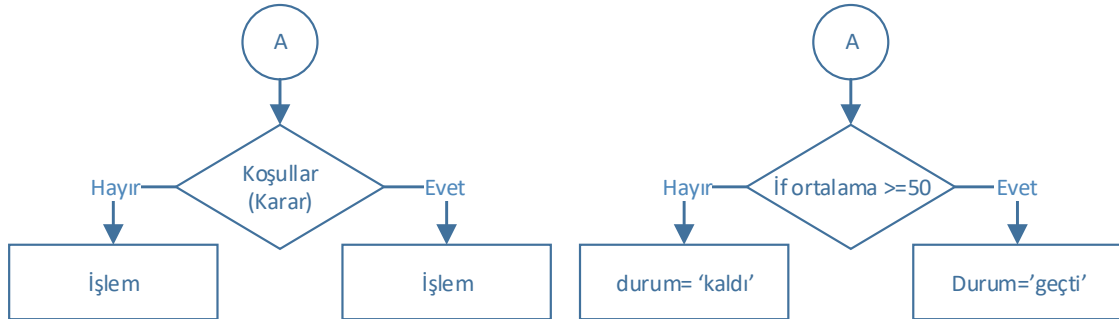 A
Koşullar
(Karar)
Hayır
Evet
İşlem
İşlem
A
İf ortalama >=50
Hayır
Evet
durum= ‘kaldı’
Durum=’geçti’